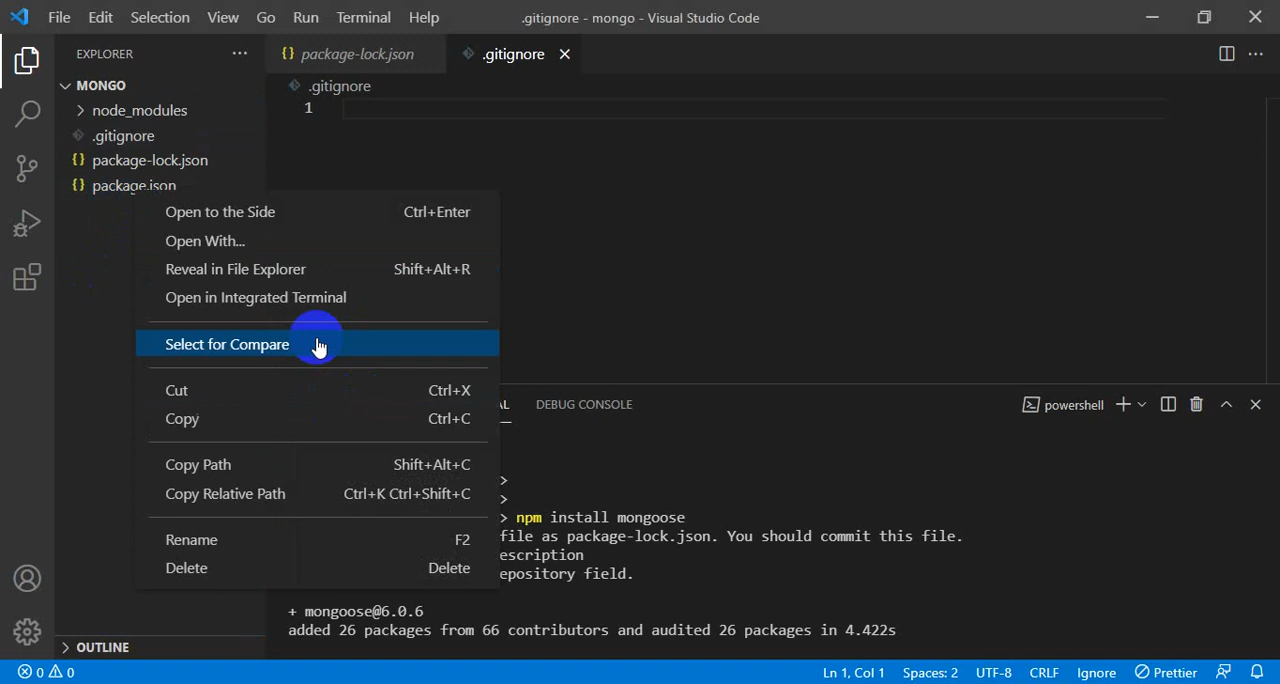 File Edit Selection View Go Run Terminal Help .gitignore - mongo - Visual Studio Code
EXPLORER
{} package-lock.json
.gitignore
MONGO
.gitignore
node_modules
1
.gitignore
{} package-lock.json
{} package.json
Open to the Side Ctrl+Enter
Open With...
Reveal in File Explorer Shift+Alt+R
Open in Integrated Terminal
Select for Compare
Cut Ctrl+X
Copy Ctrl+C
Copy Path Shift+Alt+C
Copy Relative Path Ctrl+K Ctrl+Shift+C
Rename F2
Delete Delete
DEBUG CONSOLE
powershell
>
>
> npm install mongoose
file as package-lock.json. You should commit this file.
escription
epository field.
+ mongoose@6.0.6
added 26 packages from 66 contributors and audited 26 packages in 4.422s
OUTLINE
0 0 Ln 1, Col 1 Spaces: 2 UTF-8 CRLF Ignore Prettier